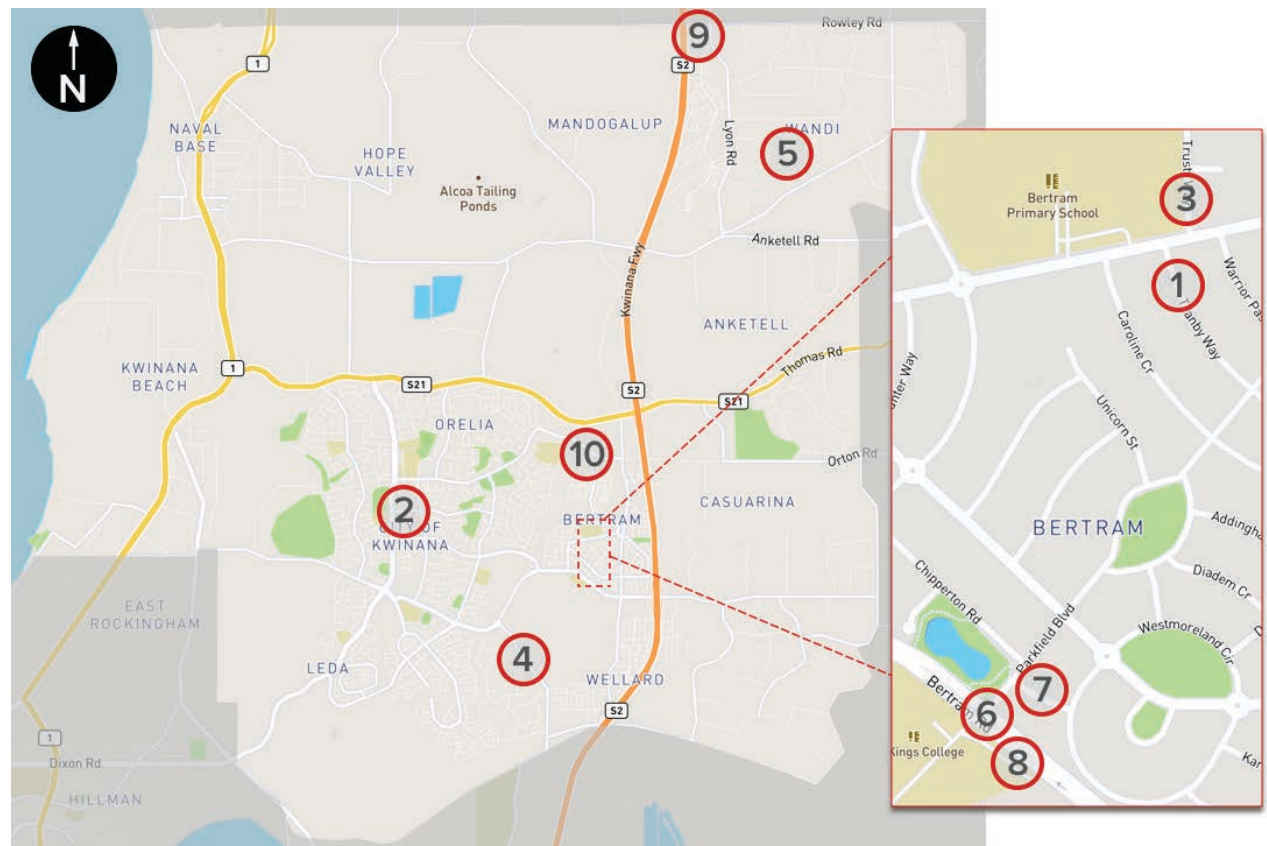 N
1
Rowley Rd
9
S2
NAVAL
BASE
HOPE
VALLEY
MANDOGALUP
Lyon Rd
WANDI
5
Alcoa Tailing
Ponds
Anketell Rd
Kwinana Fwy
ANKETELL
Thomas Rd
KWINANA
BEACH
1
S21
S2
S21
ORELIA
10
Orton Rd
2
CITY OF
KWINANA
BERTRAM
CASUARINA
EAST
ROCKINGHAM
LEDA
4
WELLARD
S2
1
Dixon Rd
HILLMAN
Bertram
Primary School
3
1
Tranby Way
Caroline Cr
Unicorn St
BERTRAM
Diadem Cr
Chipperton Rd
Parkfield Blvd
Westmoreland Cir
7
6
Bertram Rd
Kings College
8